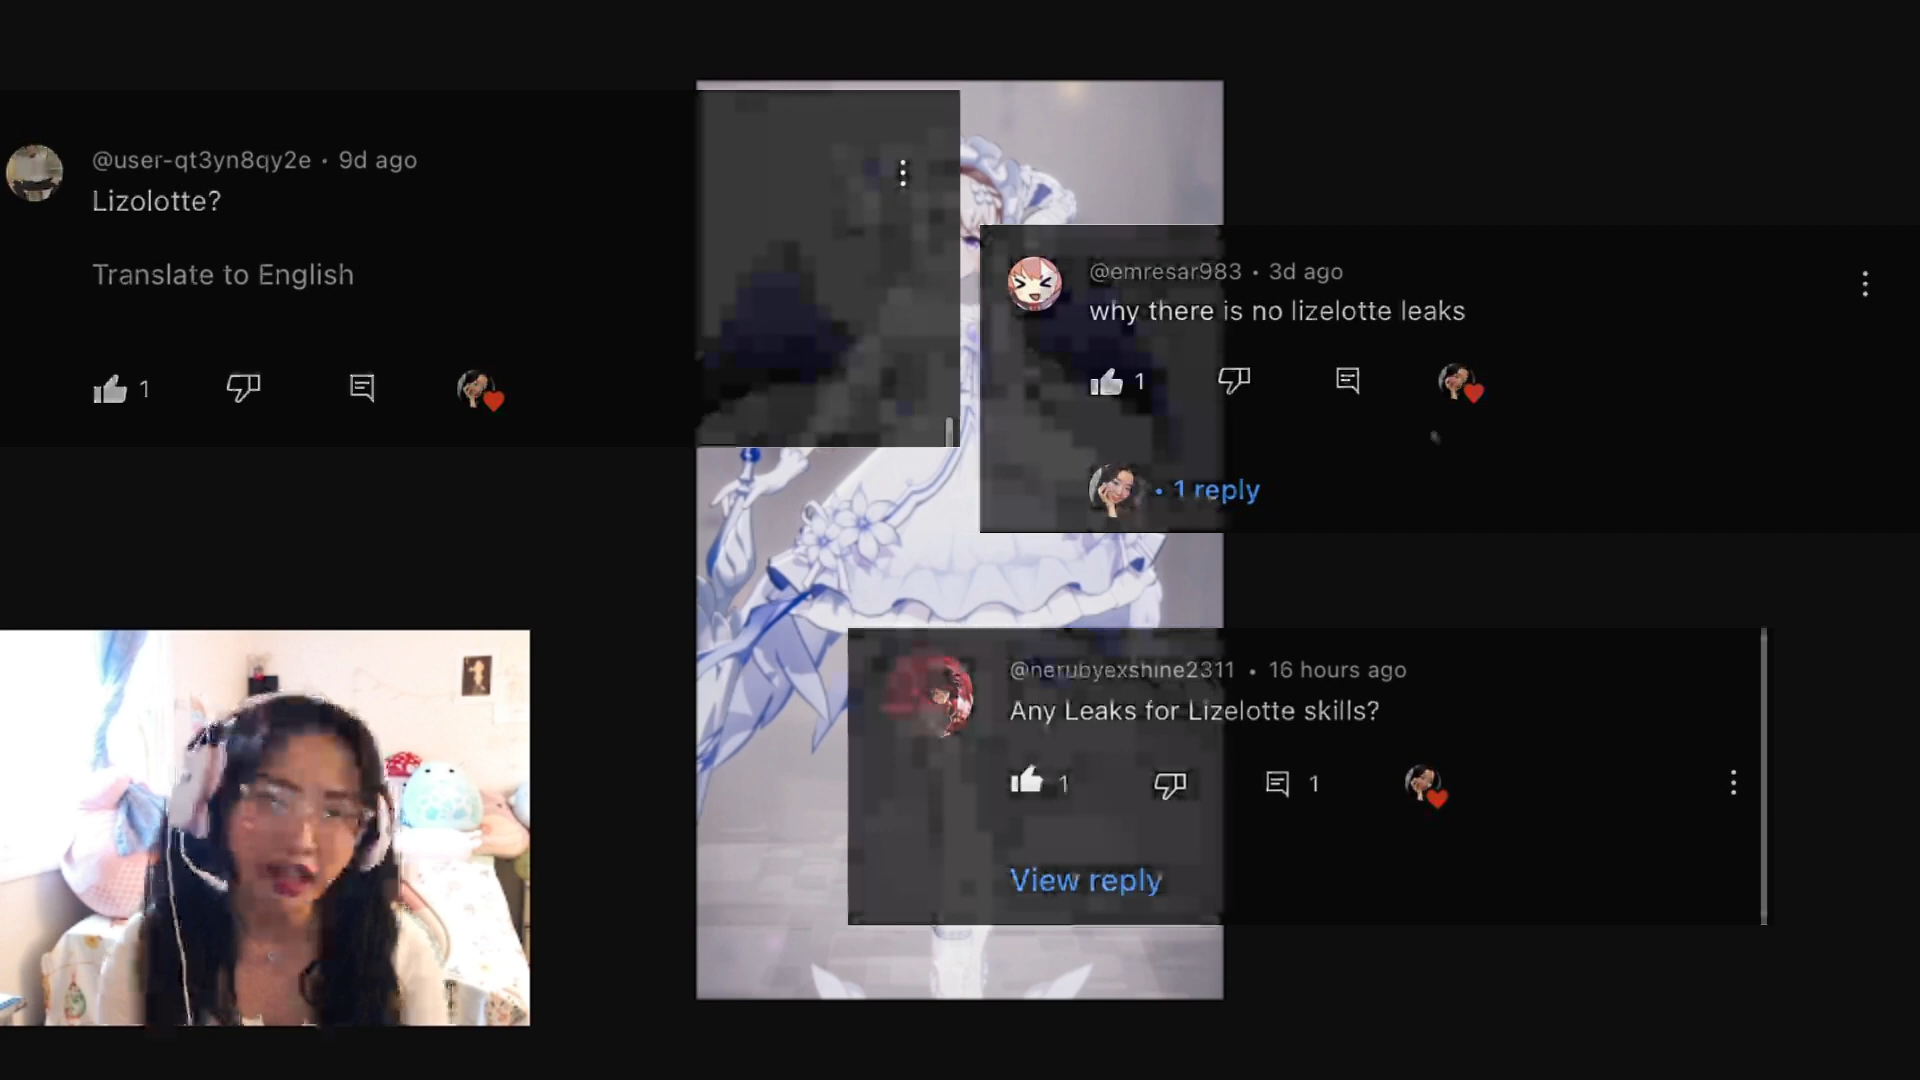 @user-qt3yn8qy2e • 9d ago
Lizolotte?
Translate to English
1
@emresar983 • 3d ago
why there is no lizelotte leaks
1
• 1 reply
@nerubyexshine2311 • 16 hours ago
Any Leaks for Lizelotte skills?
1 1
View reply